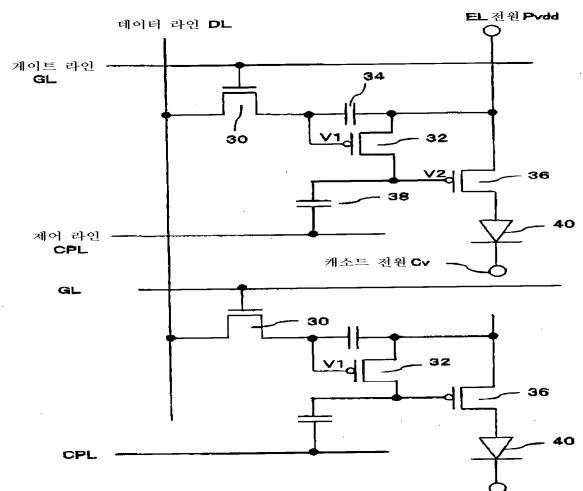 데이터 라인 DL
EL 전원 Pvdd
게이트 라인
GL
34
30
V1
32
V2
36
38
제어 라인
CPL
40
캐소드 전원 Cv
GL
30
V1
32
36
CPL
40